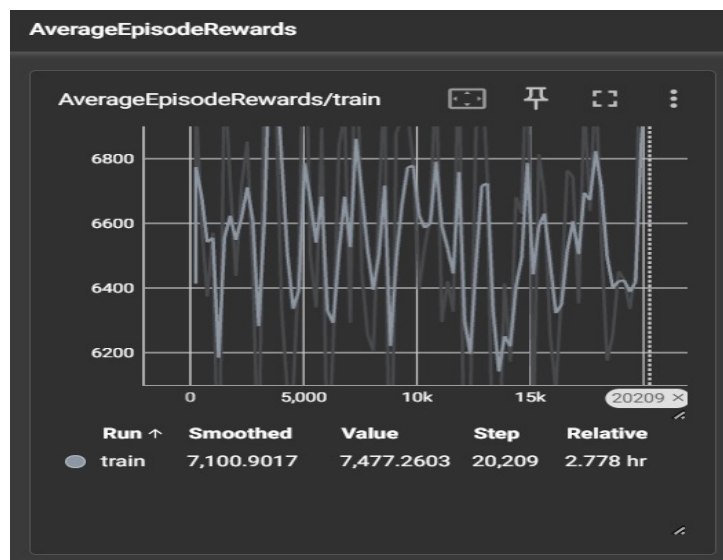 AverageEpisodeRewards
AverageEpisodeRewards/train
6800
6600
6400
6200
0 5,000 10k 15k 20209 ×
Run ↑ Smoothed Value Step Relative
train 7,100.9017 7,477.2603 20,209 2.778 hr